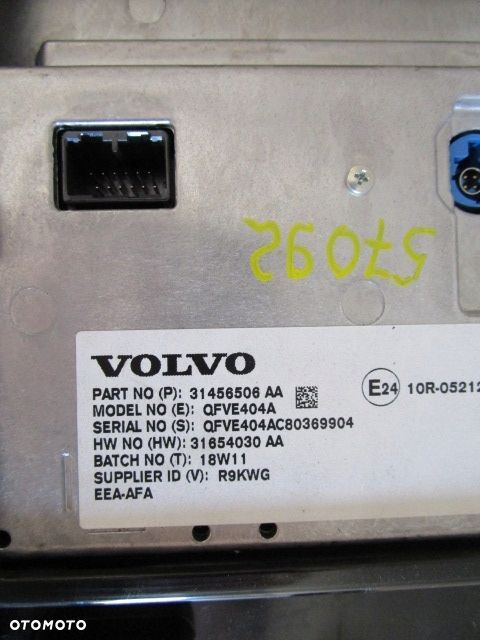 57092
VOLVO
PART NO (P): 31456506 AA
MODEL NO (E): QFVE404A
SERIAL NO (S): QFVE404AC80369904
HW NO (HW): 31654030 AA
BATCH NO (T): 18W11
SUPPLIER ID (V): R9KWG
EEA-AFA
E24 10R-05212
OTOMOTO
OTOMOTO